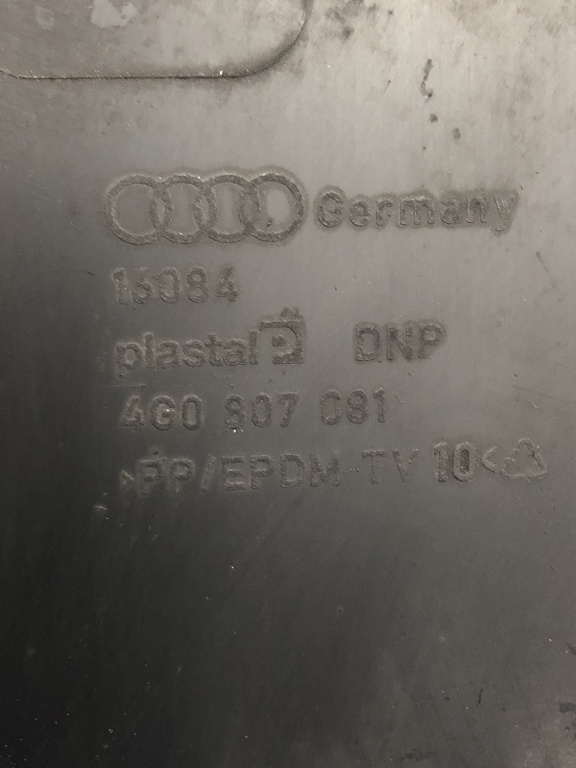 Germany
16084
plastal DNP
4G0 807 081
>PP/EPDM-TV 10<